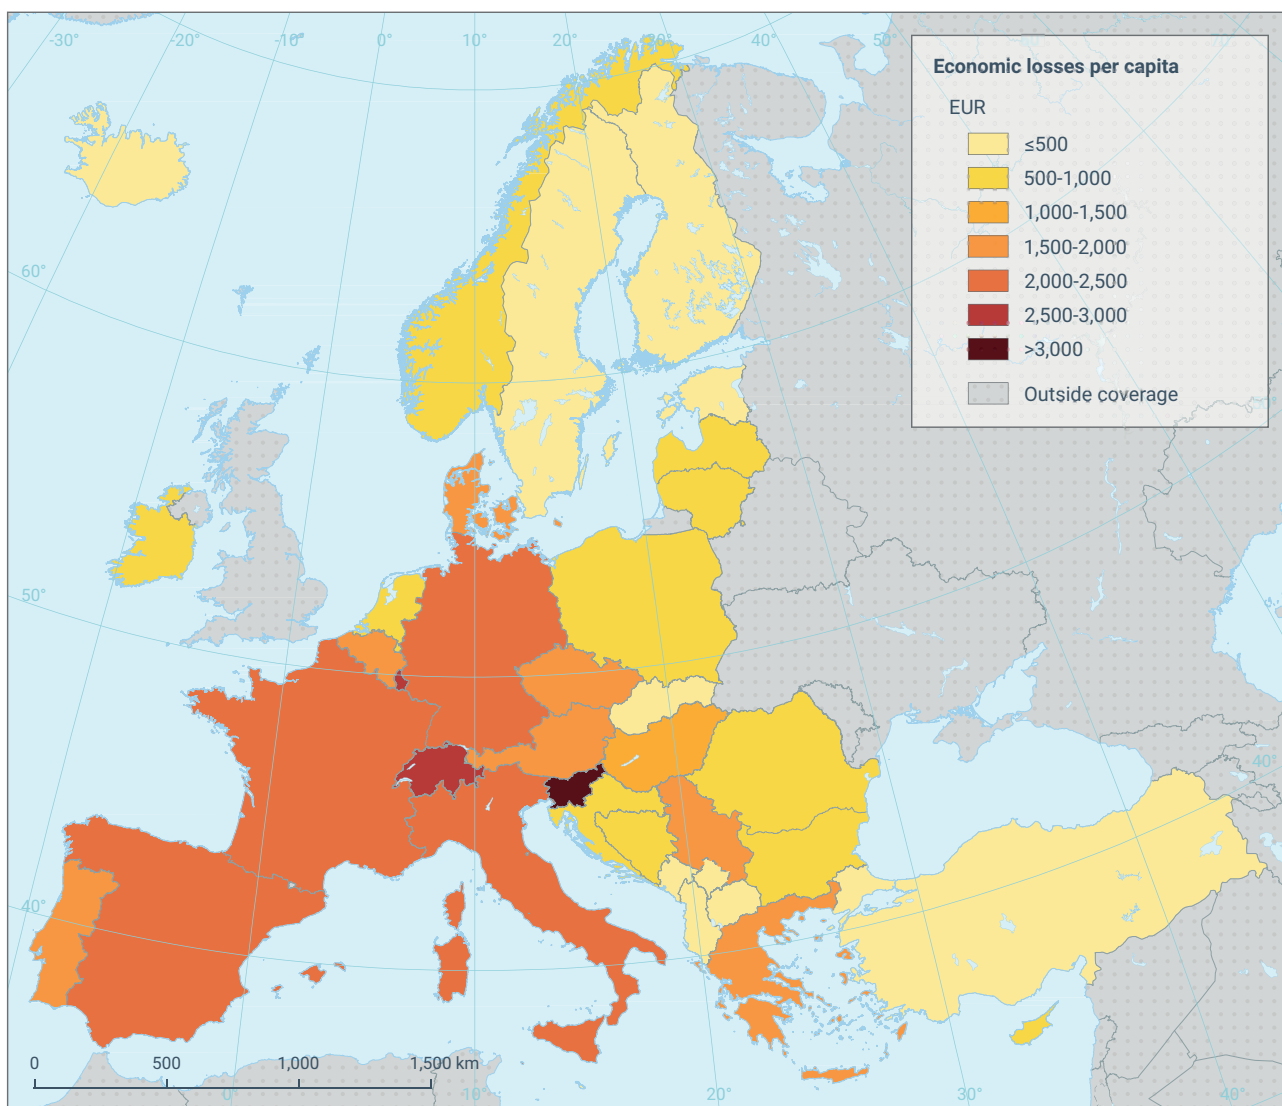 -30° -20° -10° 0° 10° 20° 30° 40° 50°
Economic losses per capita
EUR
≤500
500-1,000
1,000-1,500
1,500-2,000
2,000-2,500
2,500-3,000
>3,000
Outside coverage
60°
50°
40°
40°
0 500 1,000 1,500 km
0° 10° 20° 30° 40°